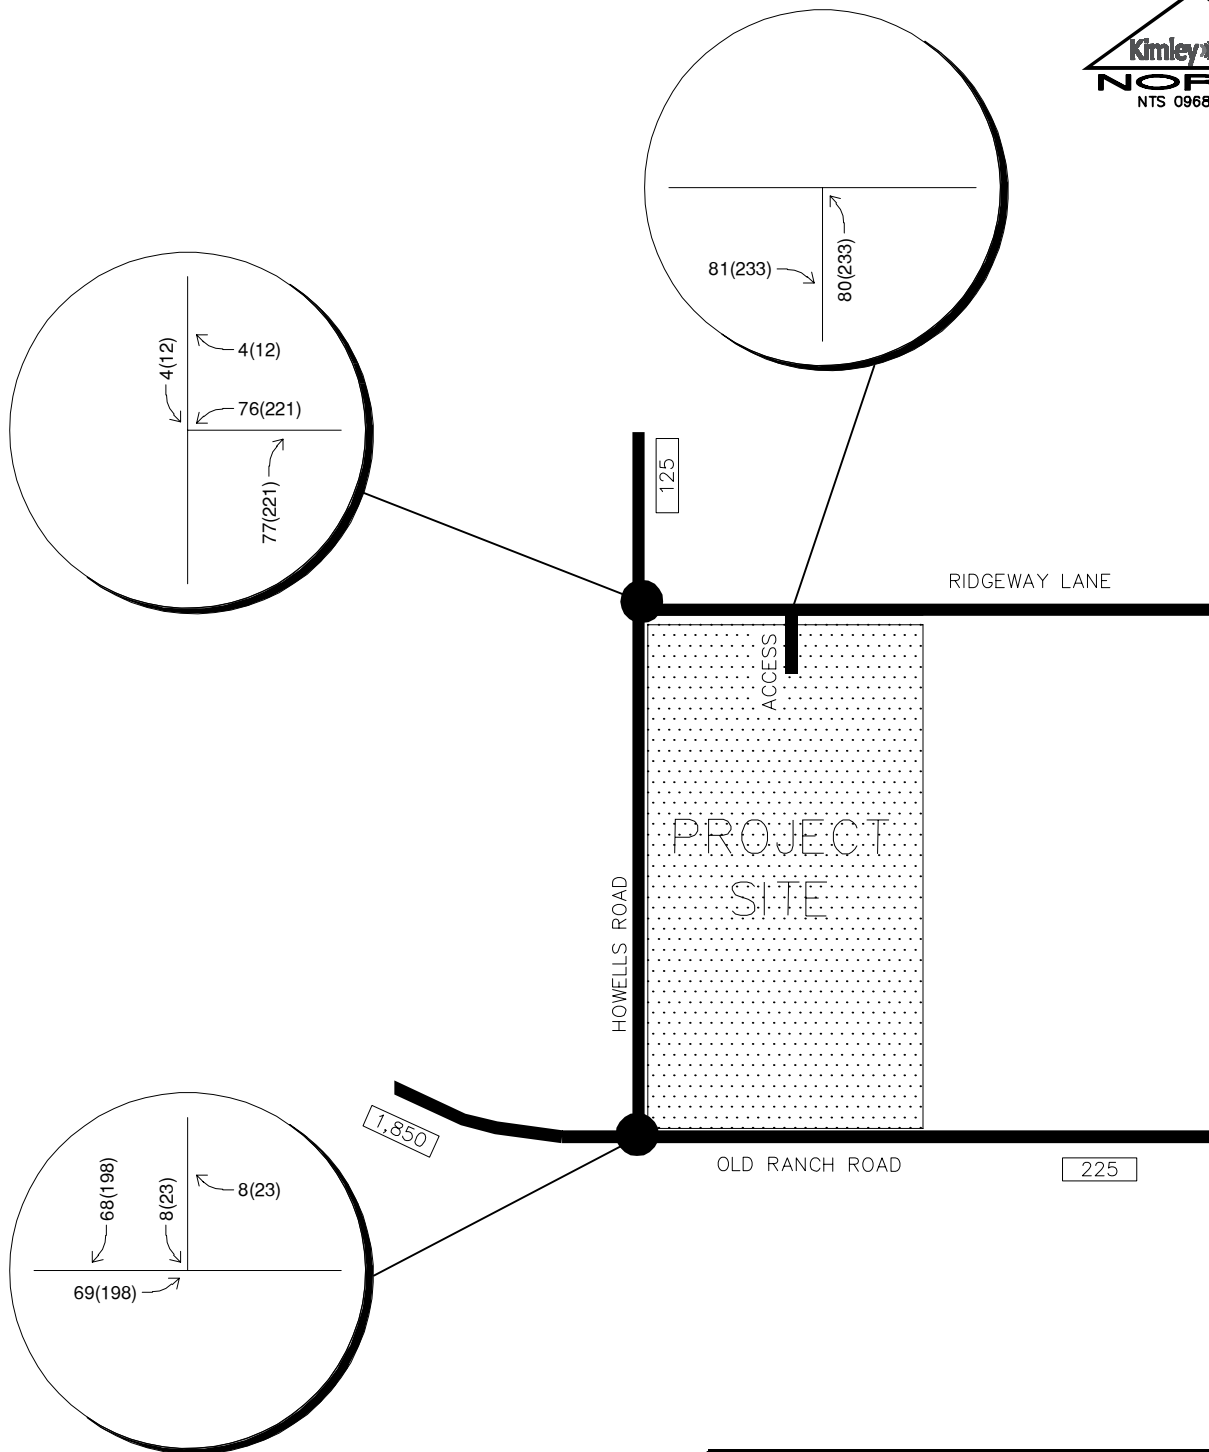 Kimley
NTS 0968
81(233)
80(233)
4(12)
4(12)
76(221)
77(221)
125
RIDGEWAY LANE
ACCESS
PROJECT
SITE
HOWELLS ROAD
1,850
OLD RANCH ROAD
225
68(198)
8(23)
8(23)
69(198)